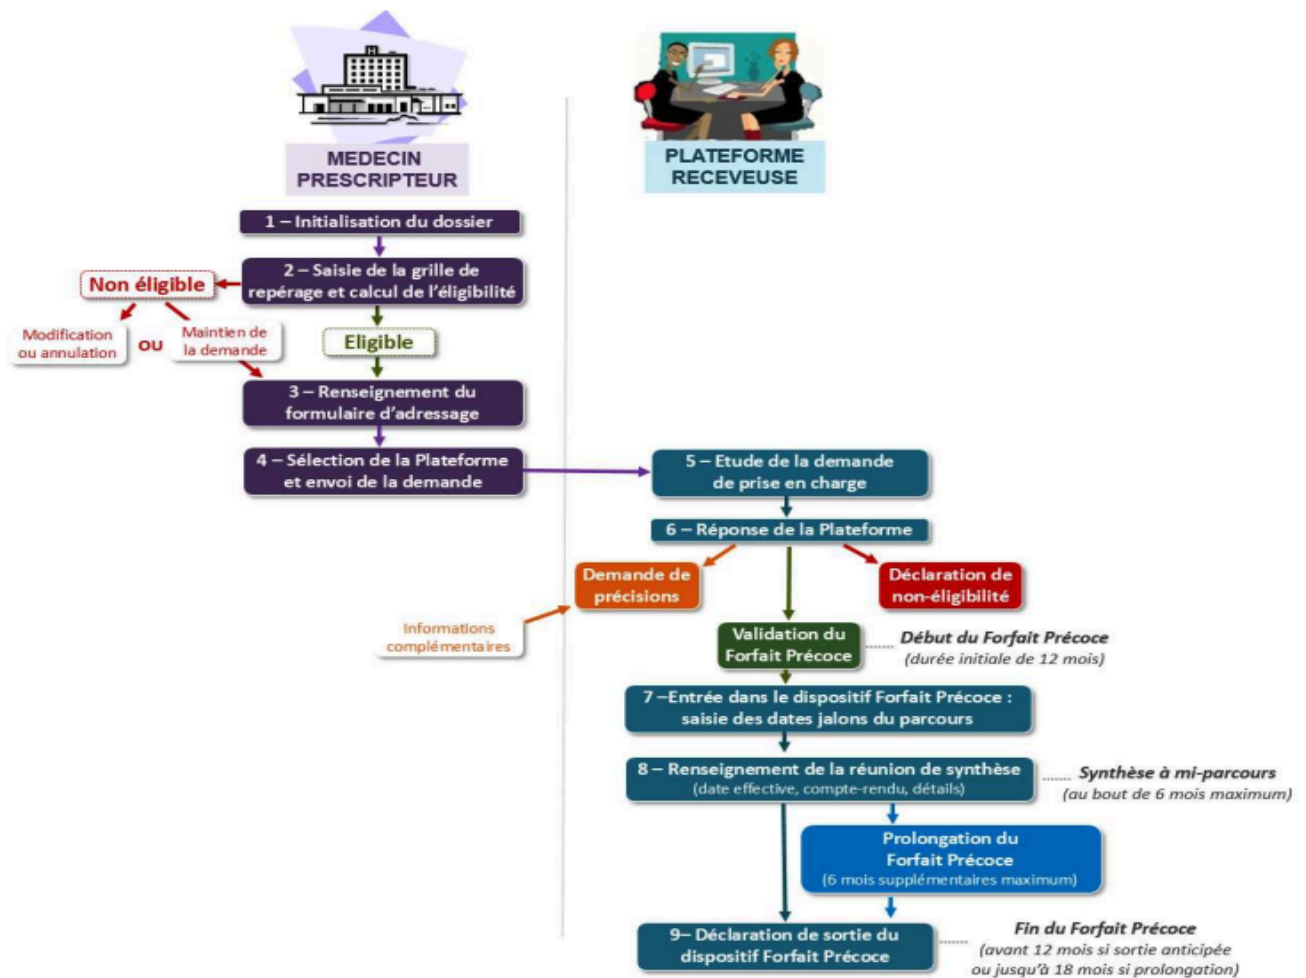 MEDECIN
PRESCRIPTEUR
PLATEFORME
RECEVEUSE
1 – Initialisation du dossier
2 – Saisie de la grille de
repérage et calcul de l'éligibilité
Non éligible
Modification
ou annulation
OU
Maintien de
la demande
Eligible
3 – Renseignement du
formulaire d'adressage
4 – Sélection de la Plateforme
et envoi de la demande
5 – Etude de la demande
de prise en charge
6 – Réponse de la Plateforme
Demande de
précisions
Déclaration de
non-éligibilité
Informations
complémentaires
Validation du
Forfait Précoce
Début du Forfait Précoce
(durée initiale de 12 mois)
7 –Entrée dans le dispositif Forfait Précoce :
saisie des dates jalons du parcours
8 – Renseignement de la réunion de synthèse
(date effective, compte-rendu, détails)
Synthèse à mi-parcours
(au bout de 6 mois maximum)
Prolongation du
Forfait Précoce
(6 mois supplémentaires maximum)
9– Déclaration de sortie du
dispositif Forfait Précoce
Fin du Forfait Précoce
(avant 12 mois si sortie anticipée
ou jusqu'à 18 mois si prolongation)